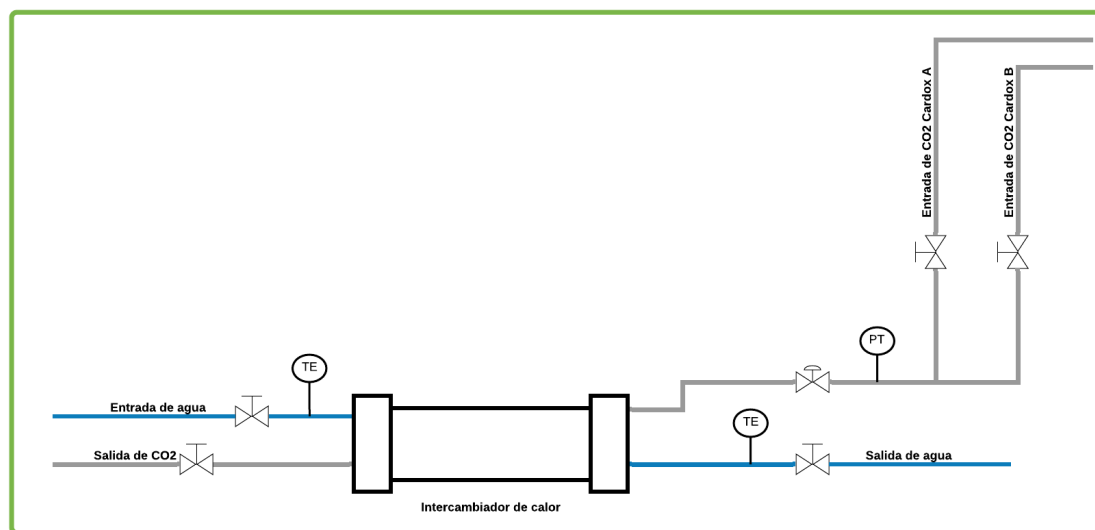 Entrada de CO2 Cardox A
Entrada de CO2 Cardox B
PT
TE
Entrada de agua
TE
Salida de CO2
Salida de agua
Intercambiador de calor